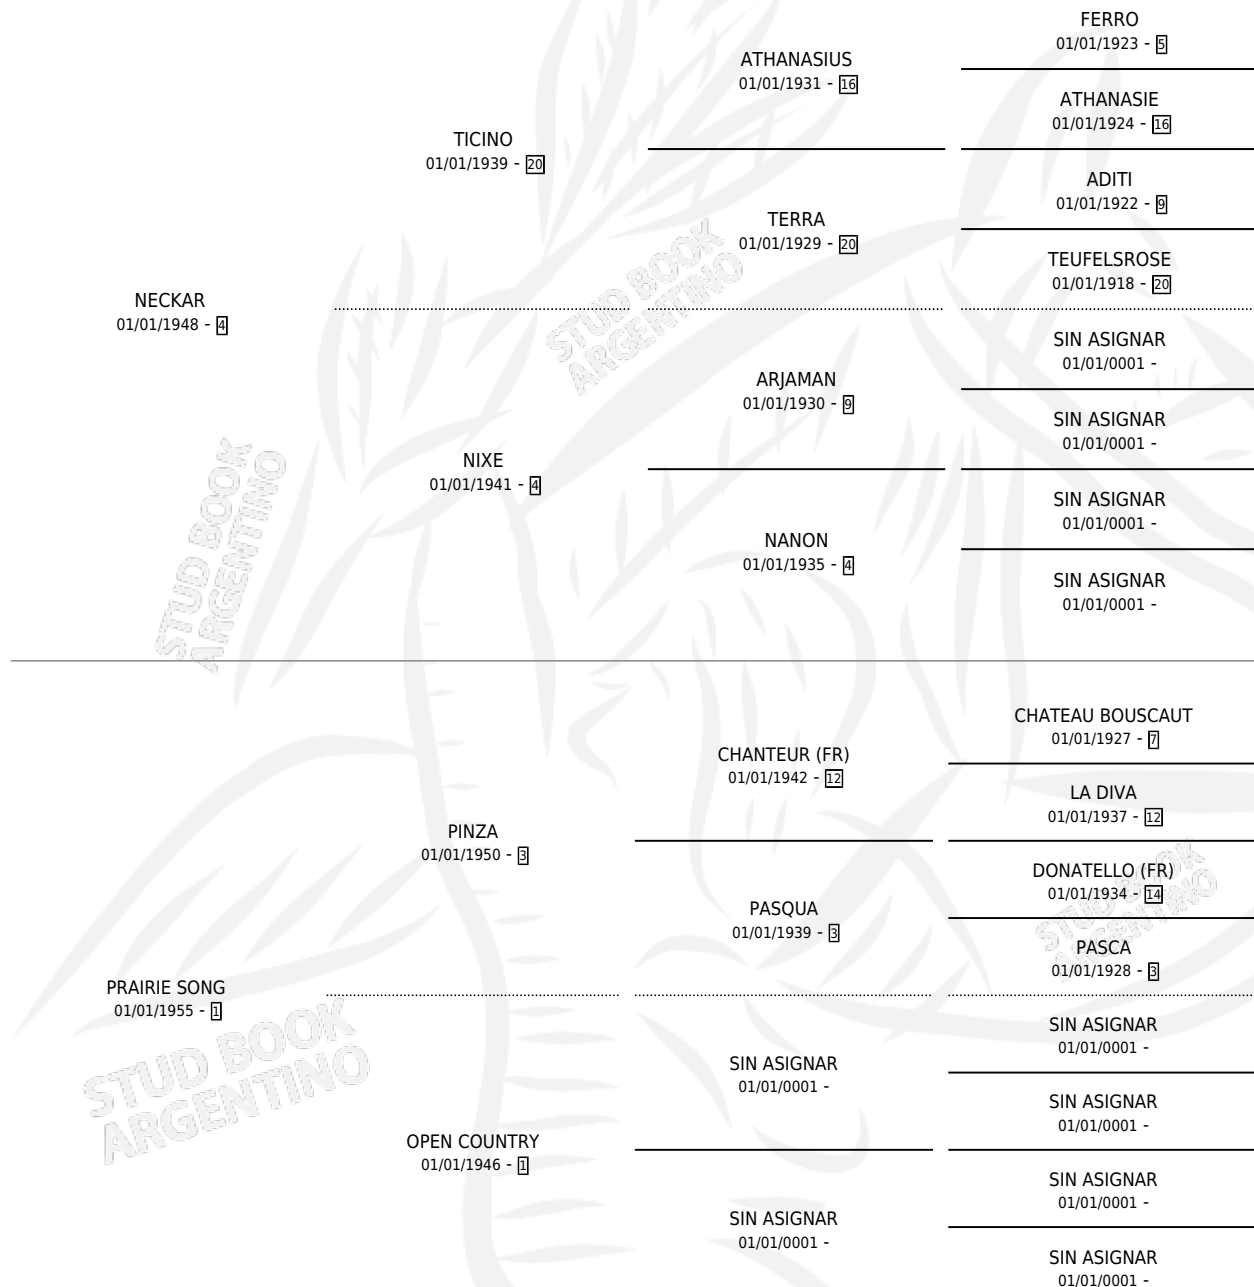 NECKAR
01/01/1948 - 4
TICINO
01/01/1939 - 20
NIXE
01/01/1941 - 4
ATHANASIUS
01/01/1931 - 16
TERRA
01/01/1929 - 20
ARJAMAN
01/01/1930 - 9
NANON
01/01/1935 - 4
FERRO
01/01/1923 - 5
ATHANASIE
01/01/1924 - 16
ADITI
01/01/1922 - 9
TEUFELSROSE
01/01/1918 - 20
SIN ASIGNAR
01/01/0001 -
SIN ASIGNAR
01/01/0001 -
SIN ASIGNAR
01/01/0001 -
SIN ASIGNAR
01/01/0001 -
PRAIRIE SONG
01/01/1955 - 1
PINZA
01/01/1950 - 3
OPEN COUNTRY
01/01/1946 - 1
CHANTEUR (FR)
01/01/1942 - 12
PASQUA
01/01/1939 - 3
SIN ASIGNAR
01/01/0001 -
SIN ASIGNAR
01/01/0001 -
CHATEAU BOUSCAUT
01/01/1927 - 7
LA DIVA
01/01/1937 - 12
DONATELLO (FR)
01/01/1934 - 14
PASCA
01/01/1928 - 3
SIN ASIGNAR
01/01/0001 -
SIN ASIGNAR
01/01/0001 -
SIN ASIGNAR
01/01/0001 -
SIN ASIGNAR
01/01/0001 -
STUD BOOK
ARGENTINO
STUD BOOK
ARGENTINO
STUD BOOK
ARGENTINO
STUD BOOK
ARGENTINO